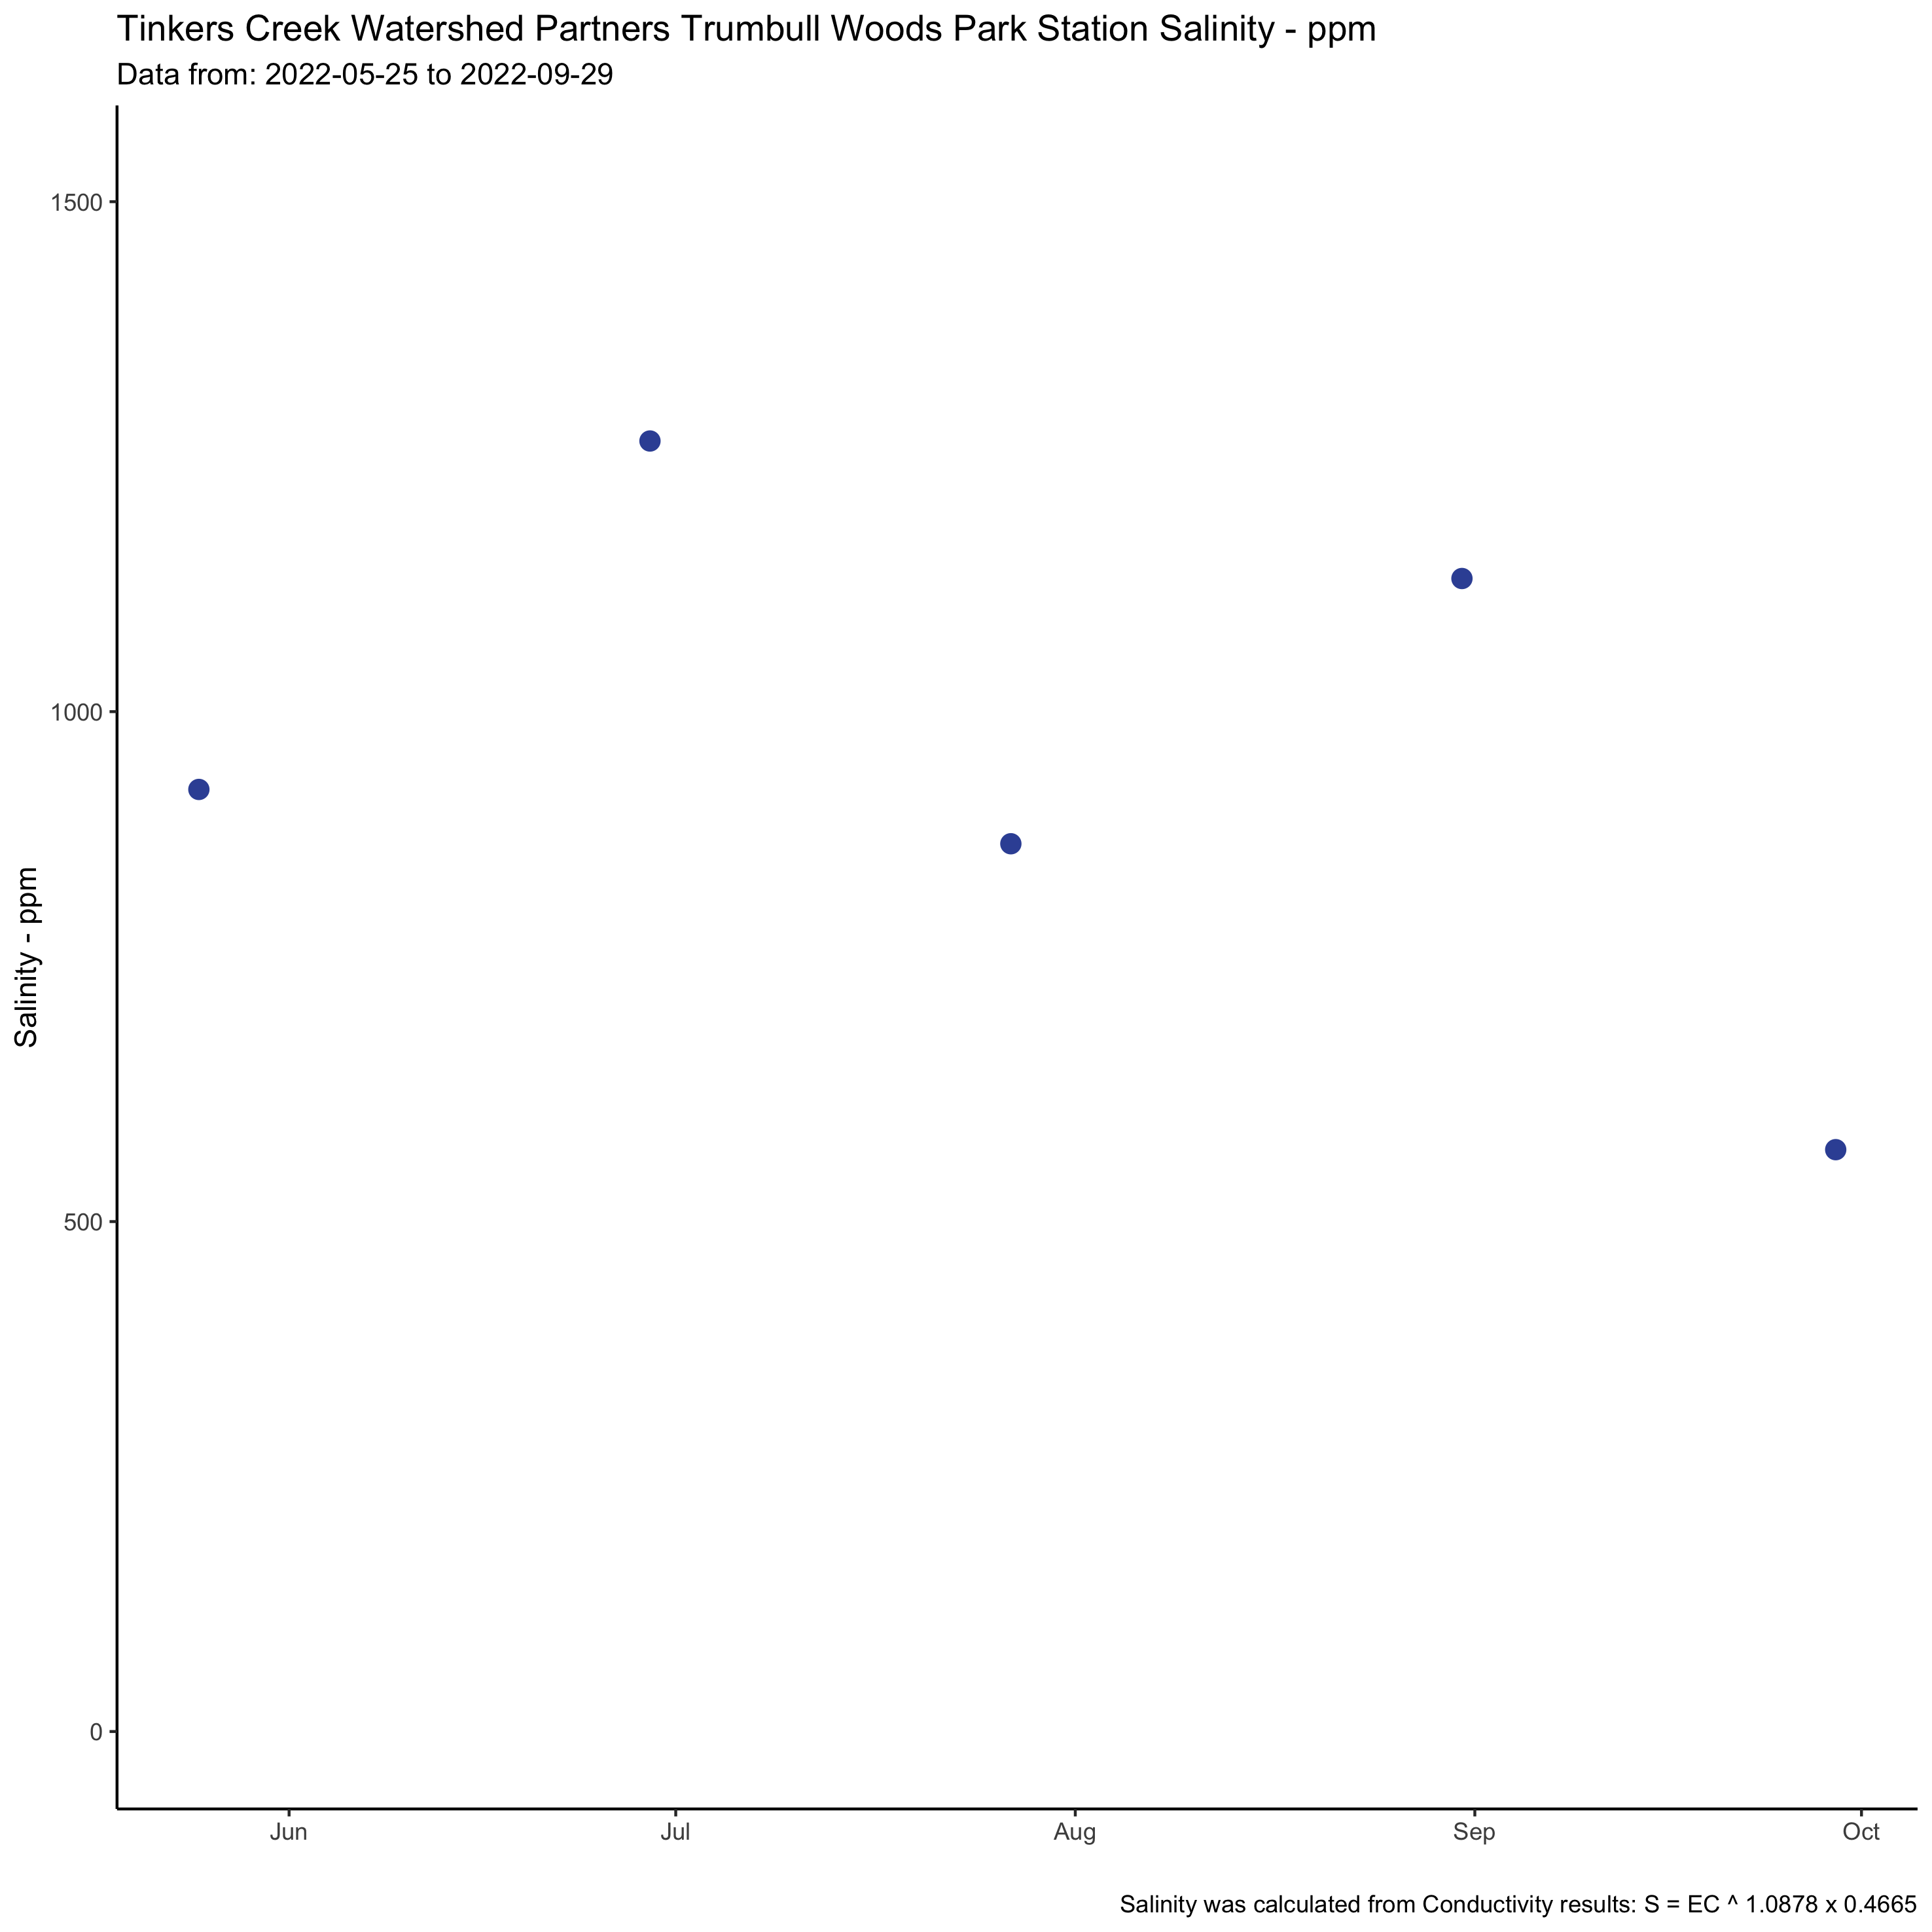 Tinkers Creek Watershed Partners Trumbull Woods Park Station Salinity - ppm
Data from: 2022-05-25 to 2022-09-29
Salinity - ppm
1500
1000
500
0
Jun Jul Aug Sep Oct
Salinity was calculated from Conductivity results: S = EC ^ 1.0878 x 0.4665